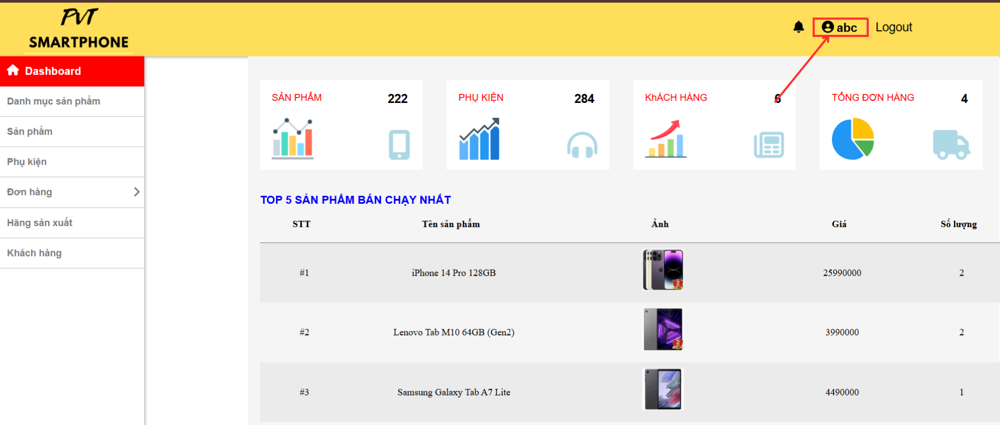 PVT
SMARTPHONE
abc Logout
Dashboard
Danh mục sản phẩm
Sản phẩm
Phụ kiện
Đơn hàng
Hãng sản xuất
Khách hàng
SẢN PHẨM 222
PHỤ KIỆN 284
KhÁCH HÀNG 6
TỔNG ĐƠN HÀNG 4
TOP 5 SẢN PHẨM BÁN CHẠY NHẤT
STT Tên sản phẩm Ảnh Giá Số lượng
#1 iPhone 14 Pro 128GB 25990000 2
#2 Lenovo Tab M10 64GB (Gen2) 3990000 2
#3 Samsung Galaxy Tab A7 Lite 4490000 1